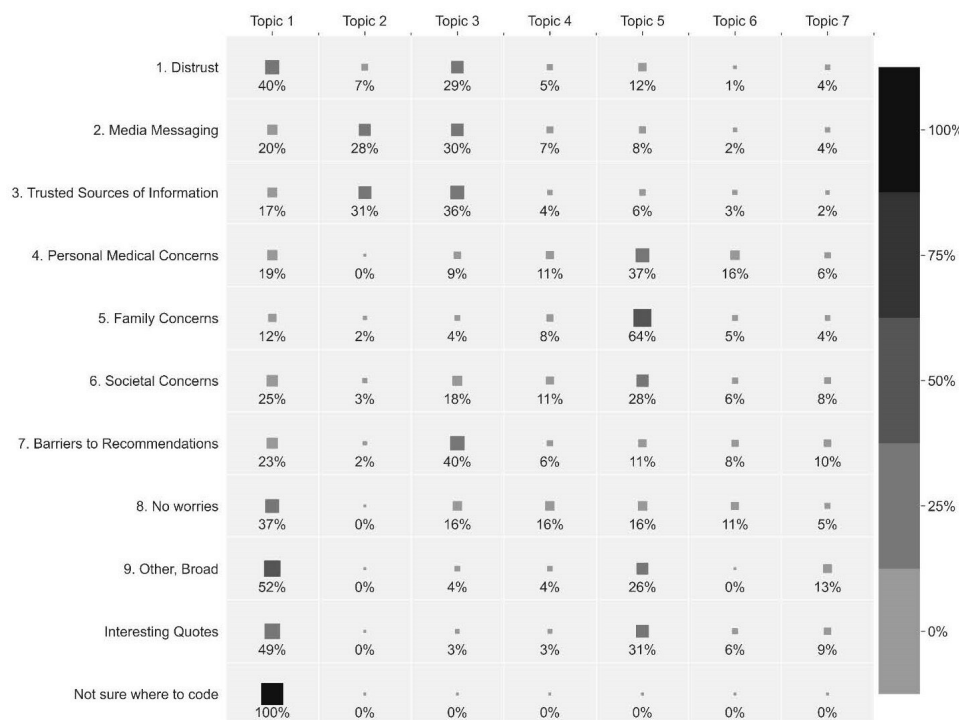 Topic 1 Topic 2 Topic 3 Topic 4 Topic 5 Topic 6 Topic 7
1. Distrust
40% 7% 29% 5% 12% 1% 4%
2. Media Messaging
20% 28% 30% 7% 8% 2% 4%
3. Trusted Sources of Information
17% 31% 36% 4% 6% 3% 2%
4. Personal Medical Concerns
19% 0% 9% 11% 37% 16% 6%
5. Family Concerns
12% 2% 4% 8% 64% 5% 4%
6. Societal Concerns
25% 3% 18% 11% 28% 6% 8%
7. Barriers to Recommendations
23% 2% 40% 6% 11% 8% 10%
8. No worries
37% 0% 16% 16% 16% 11% 5%
9. Other, Broad
52% 0% 4% 4% 26% 0% 13%
Interesting Quotes
49% 0% 3% 3% 31% 6% 9%
Not sure where to code
100% 0% 0% 0% 0% 0% 0%
100%
75%
50%
25%
0%